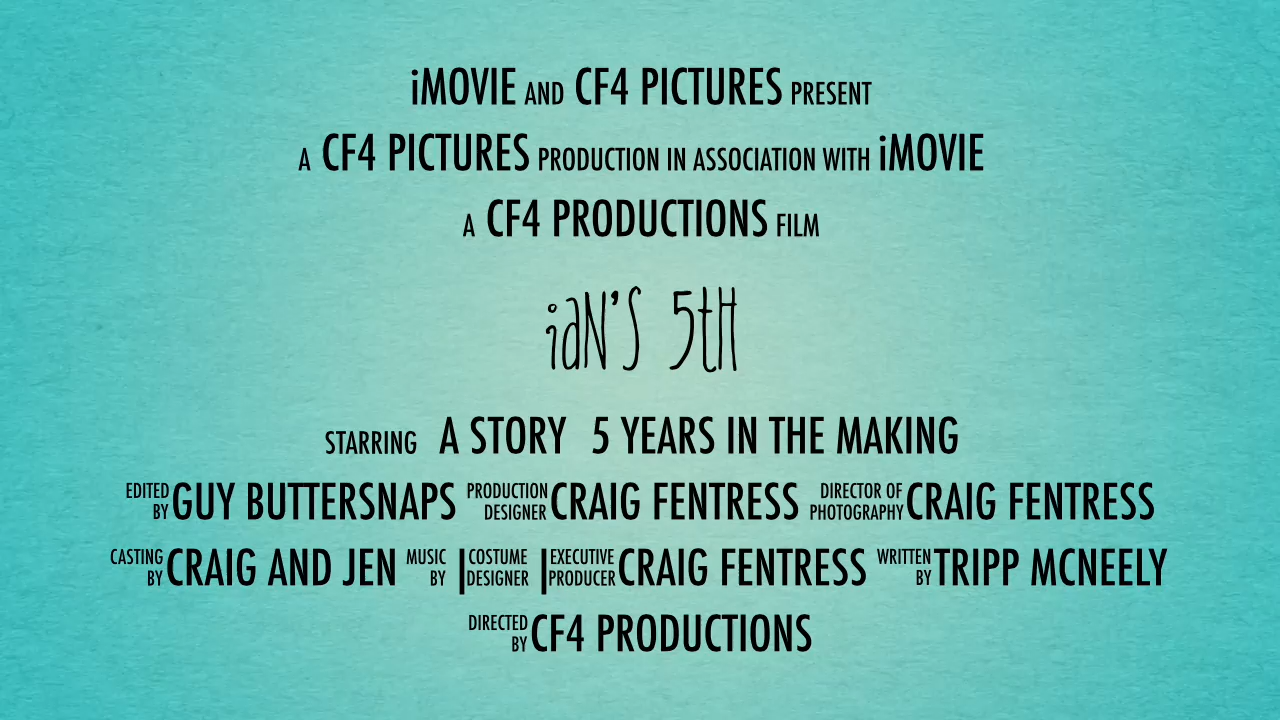 iMOVIE AND CF4 PICTURES PRESENT
A CF4 PICTURES PRODUCTION IN ASSOCIATION WITH iMOVIE
A CF4 PRODUCTIONS FILM
iaN'S 5tH
STARRING A STORY 5 YEARS IN THE MAKING
EDITED BY GUY BUTTERSNAPS PRODUCTION DESIGNER CRAIG FENTRESS DIRECTOR OF PHOTOGRAPHY CRAIG FENTRESS
CASTING BY CRAIG AND JEN MUSIC BY | COSTUME DESIGNER | EXECUTIVE PRODUCER CRAIG FENTRESS WRITTEN BY TRIPP MCNEELY
DIRECTED BY CF4 PRODUCTIONS